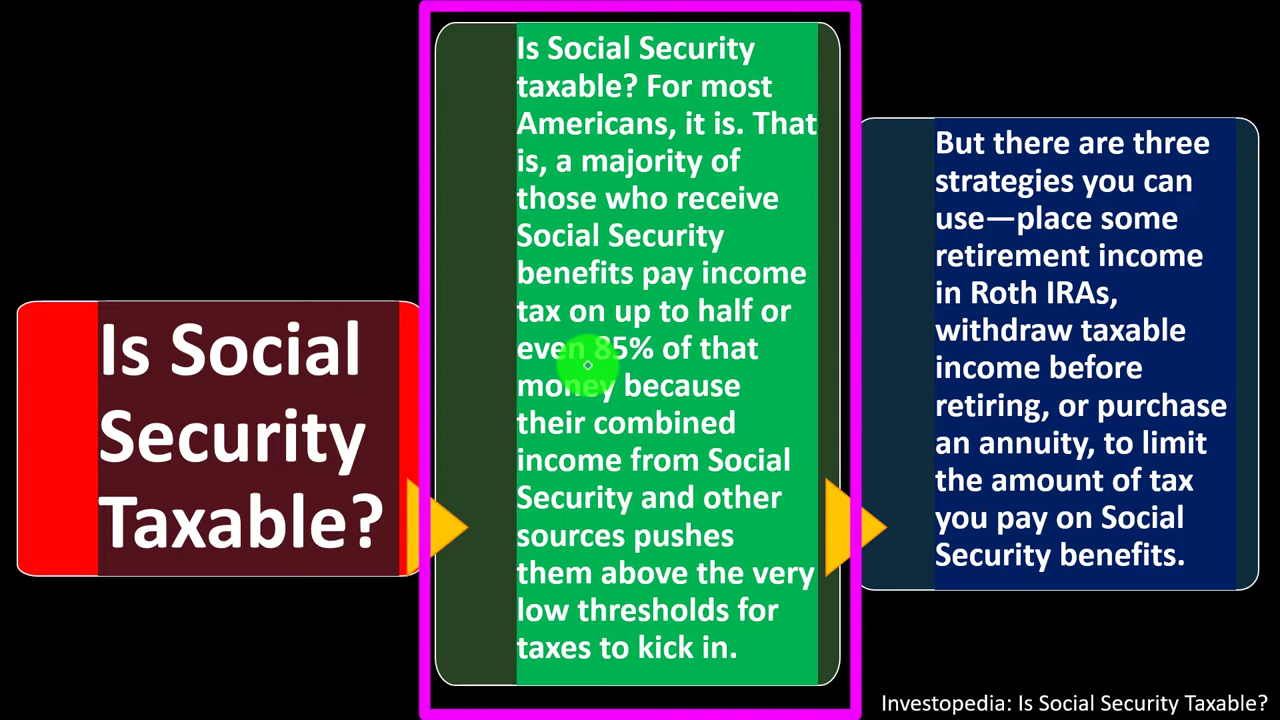 Is Social
Security
Taxable?
Is Social Security
taxable? For most
Americans, it is. That
is, a majority of
those who receive
Social Security
benefits pay income
tax on up to half or
even 85% of that
money because
their combined
income from Social
Security and other
sources pushes
them above the very
low thresholds for
taxes to kick in.
But there are three
strategies you can
use—place some
retirement income
in Roth IRAs,
withdraw taxable
income before
retiring, or purchase
an annuity, to limit
the amount of tax
you pay on Social
Security benefits.
Investopedia: Is Social Security Taxable?